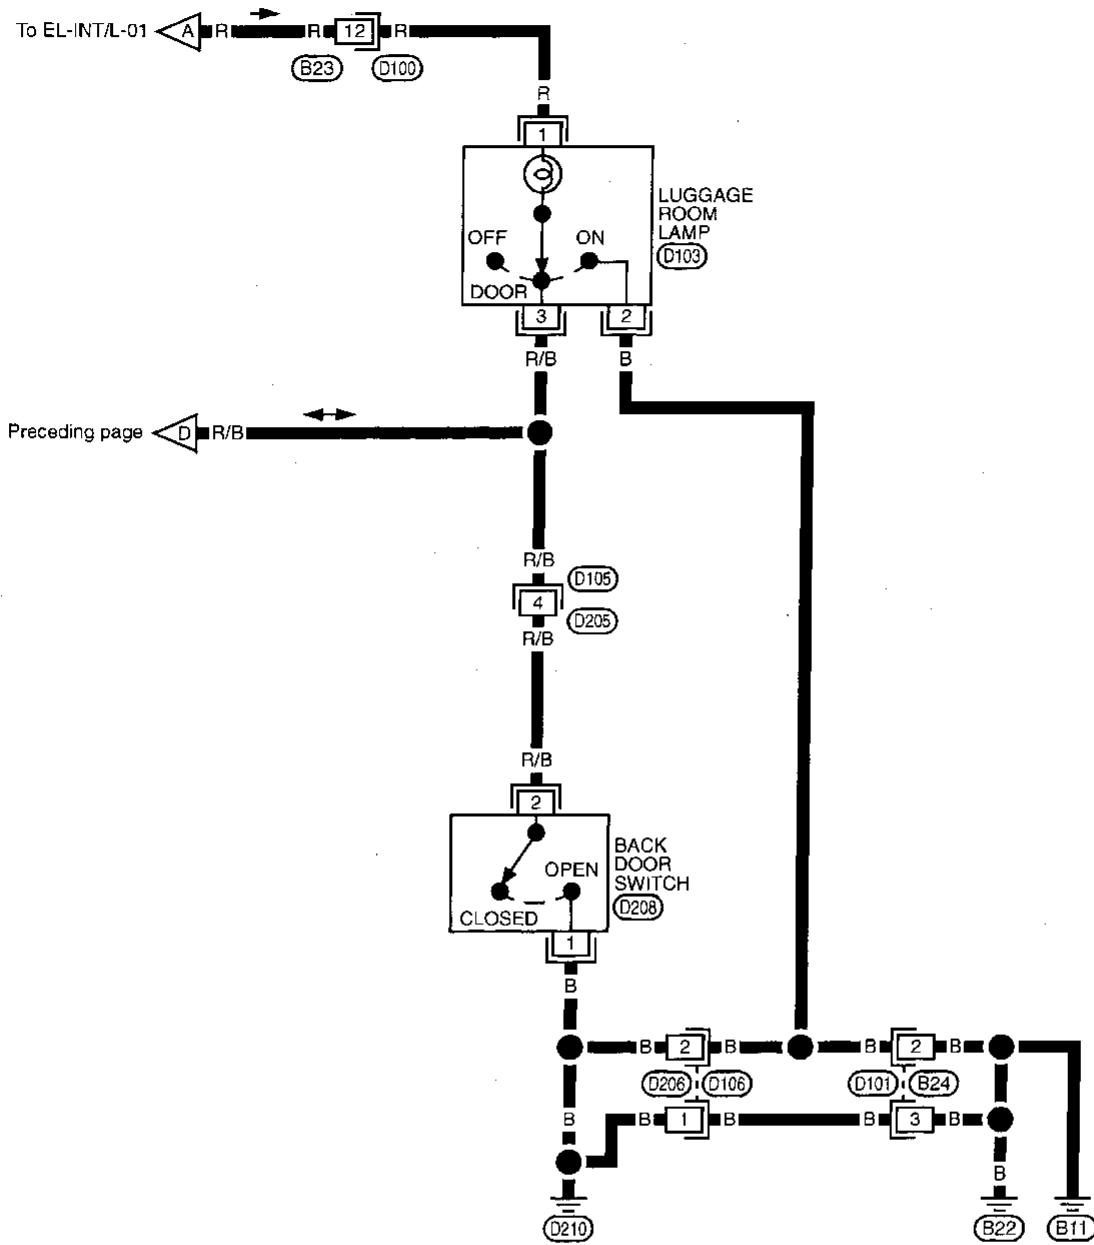 To EL-INT/L-01 A R R 12 R
B23 D100
R
1
LUGGAGE
ROOM
LAMP
D103
OFF ON
DOOR
3 2
R/B B
Preceding page D R/B
R/B
D105
4
D205
R/B
R/B
2
BACK
DOOR
SWITCH
D208
OPEN
CLOSED
1
B
B 2 B B 2 B
D206 D106 D101 B24
B B 1 B B 3 B
B
D210 B22 B11